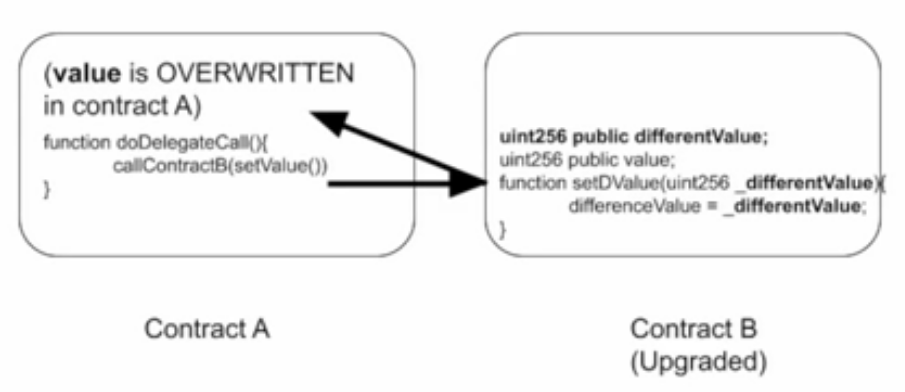 (value is OVERWRITTEN
in contract A)
function doDelegateCall(){
callContractB(setValue())
}
uint256 public differentValue;
uint256 public value;
function setDValue(uint256 _differentValue){
differenceValue = _differentValue;
}
Contract A
Contract B
(Upgraded)